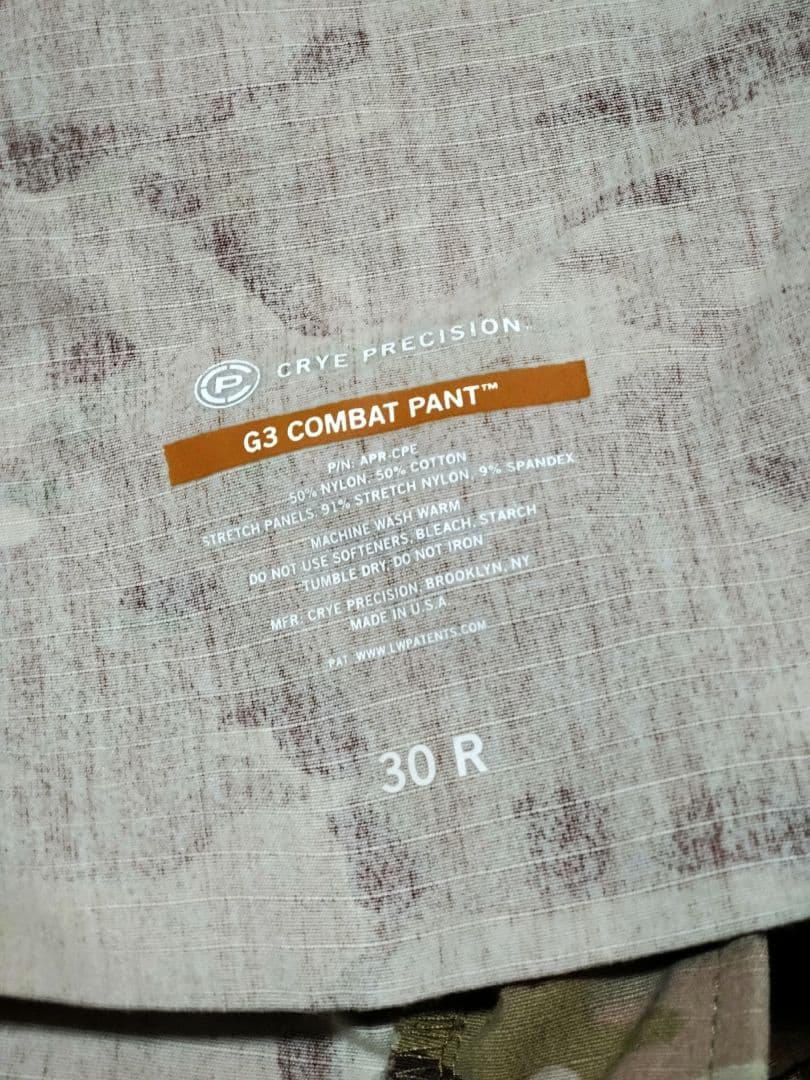 CP CRYE PRECISION™
G3 COMBAT PANT™
P/N: APR-CPE
50% NYLON, 50% COTTON
STRETCH PANELS, 91% STRETCH NYLON, 9% SPANDEX
MACHINE WASH WARM
DO NOT USE SOFTENERS, BLEACH, STARCH
TUMBLE DRY, DO NOT IRON
MFR: CRYE PRECISION, BROOKLYN, NY
MADE IN U.S.A
PAT WWW.LWPATENTS.COM
30 R